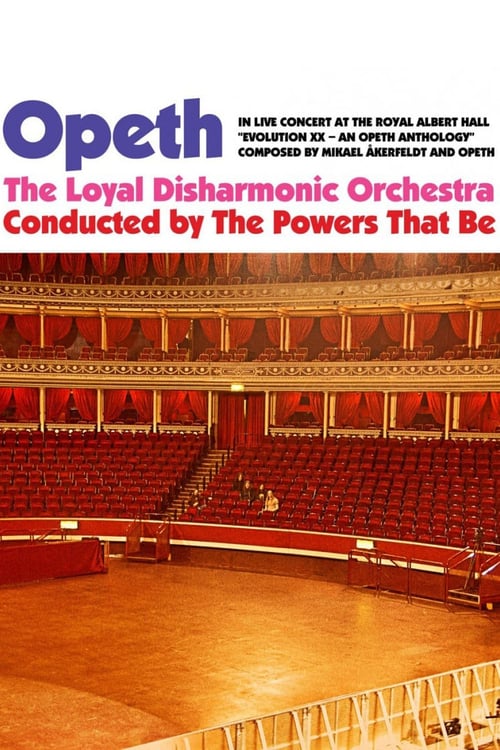 Opeth
IN LIVE CONCERT AT THE ROYAL ALBERT HALL
"EVOLUTION XX – AN OPETH ANTHOLOGY"
COMPOSED BY MIKAEL ÅKERFELDT AND OPETH
The Loyal Disharmonic Orchestra
Conducted by The Powers That Be